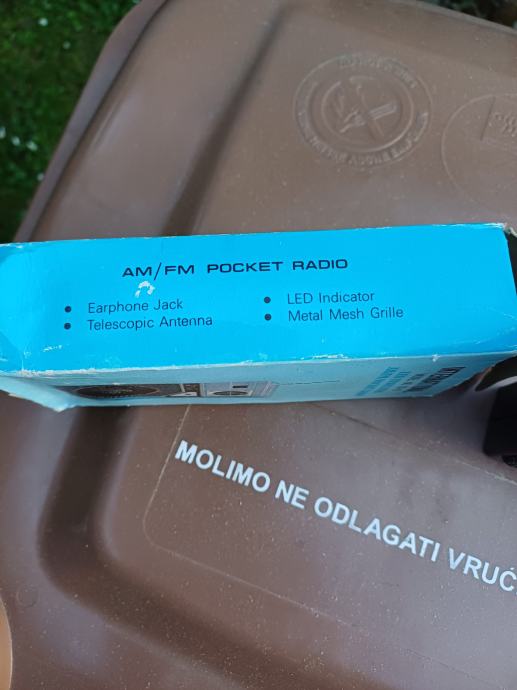 AM/FM POCKET RADIO
• Earphone Jack
• Telescopic Antenna
• LED Indicator
• Metal Mesh Grille
MOLIMO NE ODLAGATI VRUĆ